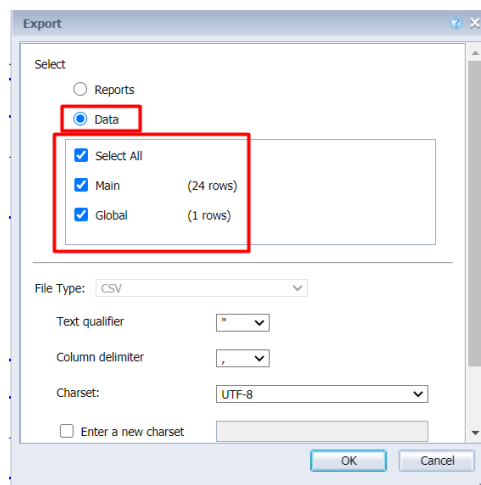 Export
Select
Reports
Data
Select All
Main (24 rows)
Global (1 rows)
File Type: CSV
Text qualifier "
Column delimiter ,
Charset: UTF-8
Enter a new charset
OK Cancel